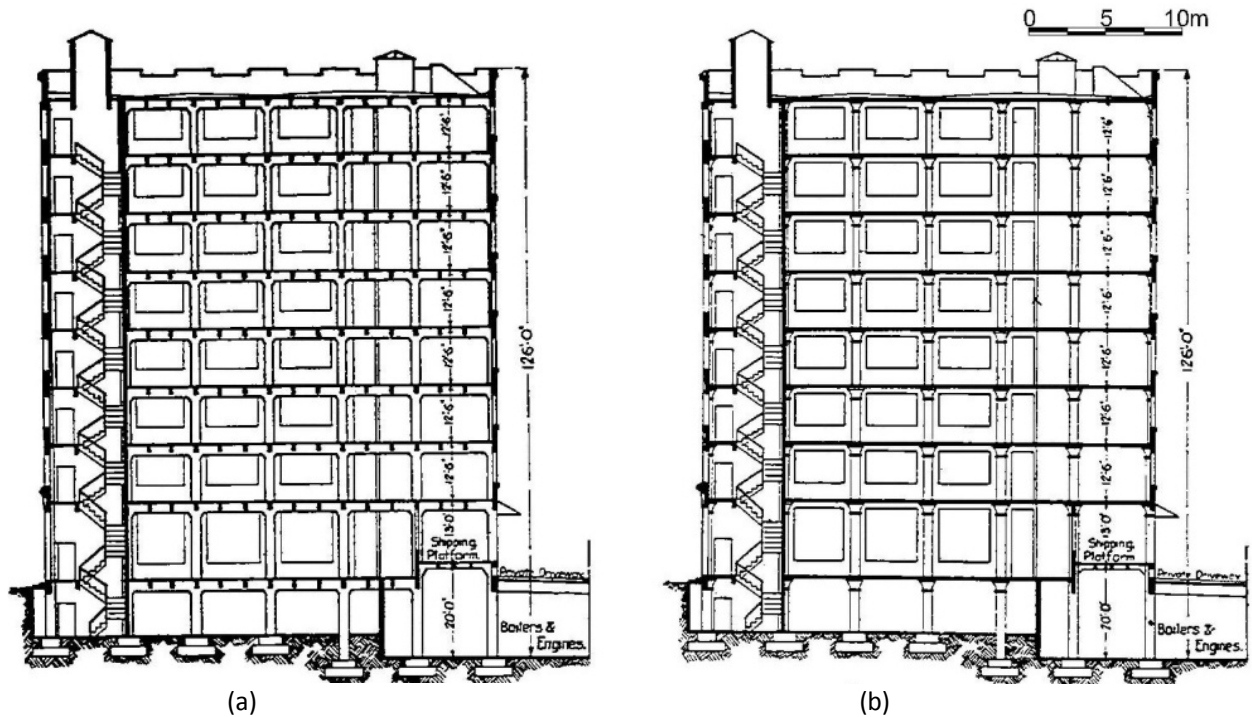 0 5 10m
12'-6"
12'-6"
12'-6"
12'-6"
126'-0"
12'-6"
12'-6"
12'-6"
13'-0"
Shipping
Platform.
Private Driveway
20'-0"
Boilers &
Engines.
(a)
12'-6"
12'-6"
12'-6"
12'-6"
126'-0"
12'-6"
12'-6"
12'-6"
13'-0"
Shipping
Platform
Private Driveway
20'-0"
Boilers &
Engines.
(b)